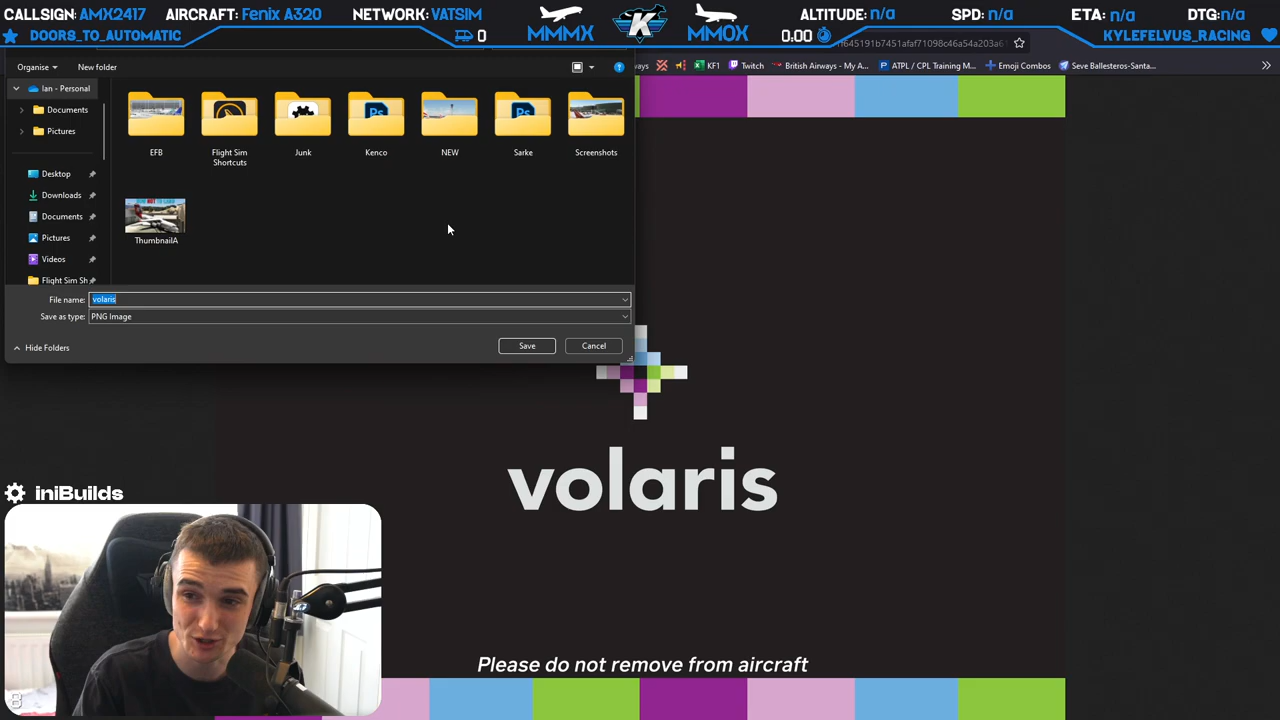 CALLSIGN: AMX2417 AIRCRAFT: Fenix A320 NETWORK: VATSIM ALTITUDE: n/a SPD: n/a ETA: n/a DTG:n/a
DOORS_TO_AUTOMATIC 0 MMMX K MMOX 0.00 KYLEFELVUS_RACING
f645191b7451afaf71098c46a54a203a6
Organise New folder
ways KF1 Twitch British Airways - My A... ATPL / CPL Training M... Emoji Combos Seve Ballesteros-Santa...
Ian - Personal
Documents
Pictures
EFB Flight Sim Shortcuts Junk Kenco NEW Sarke Screenshots
Desktop
Downloads
Documents
Pictures
Videos
Flight Sim Sh
ThumbnailA
File name: volaris
Save as type: PNG Image
Hide Folders Save Cancel
volaris
iniBuilds
Please do not remove from aircraft